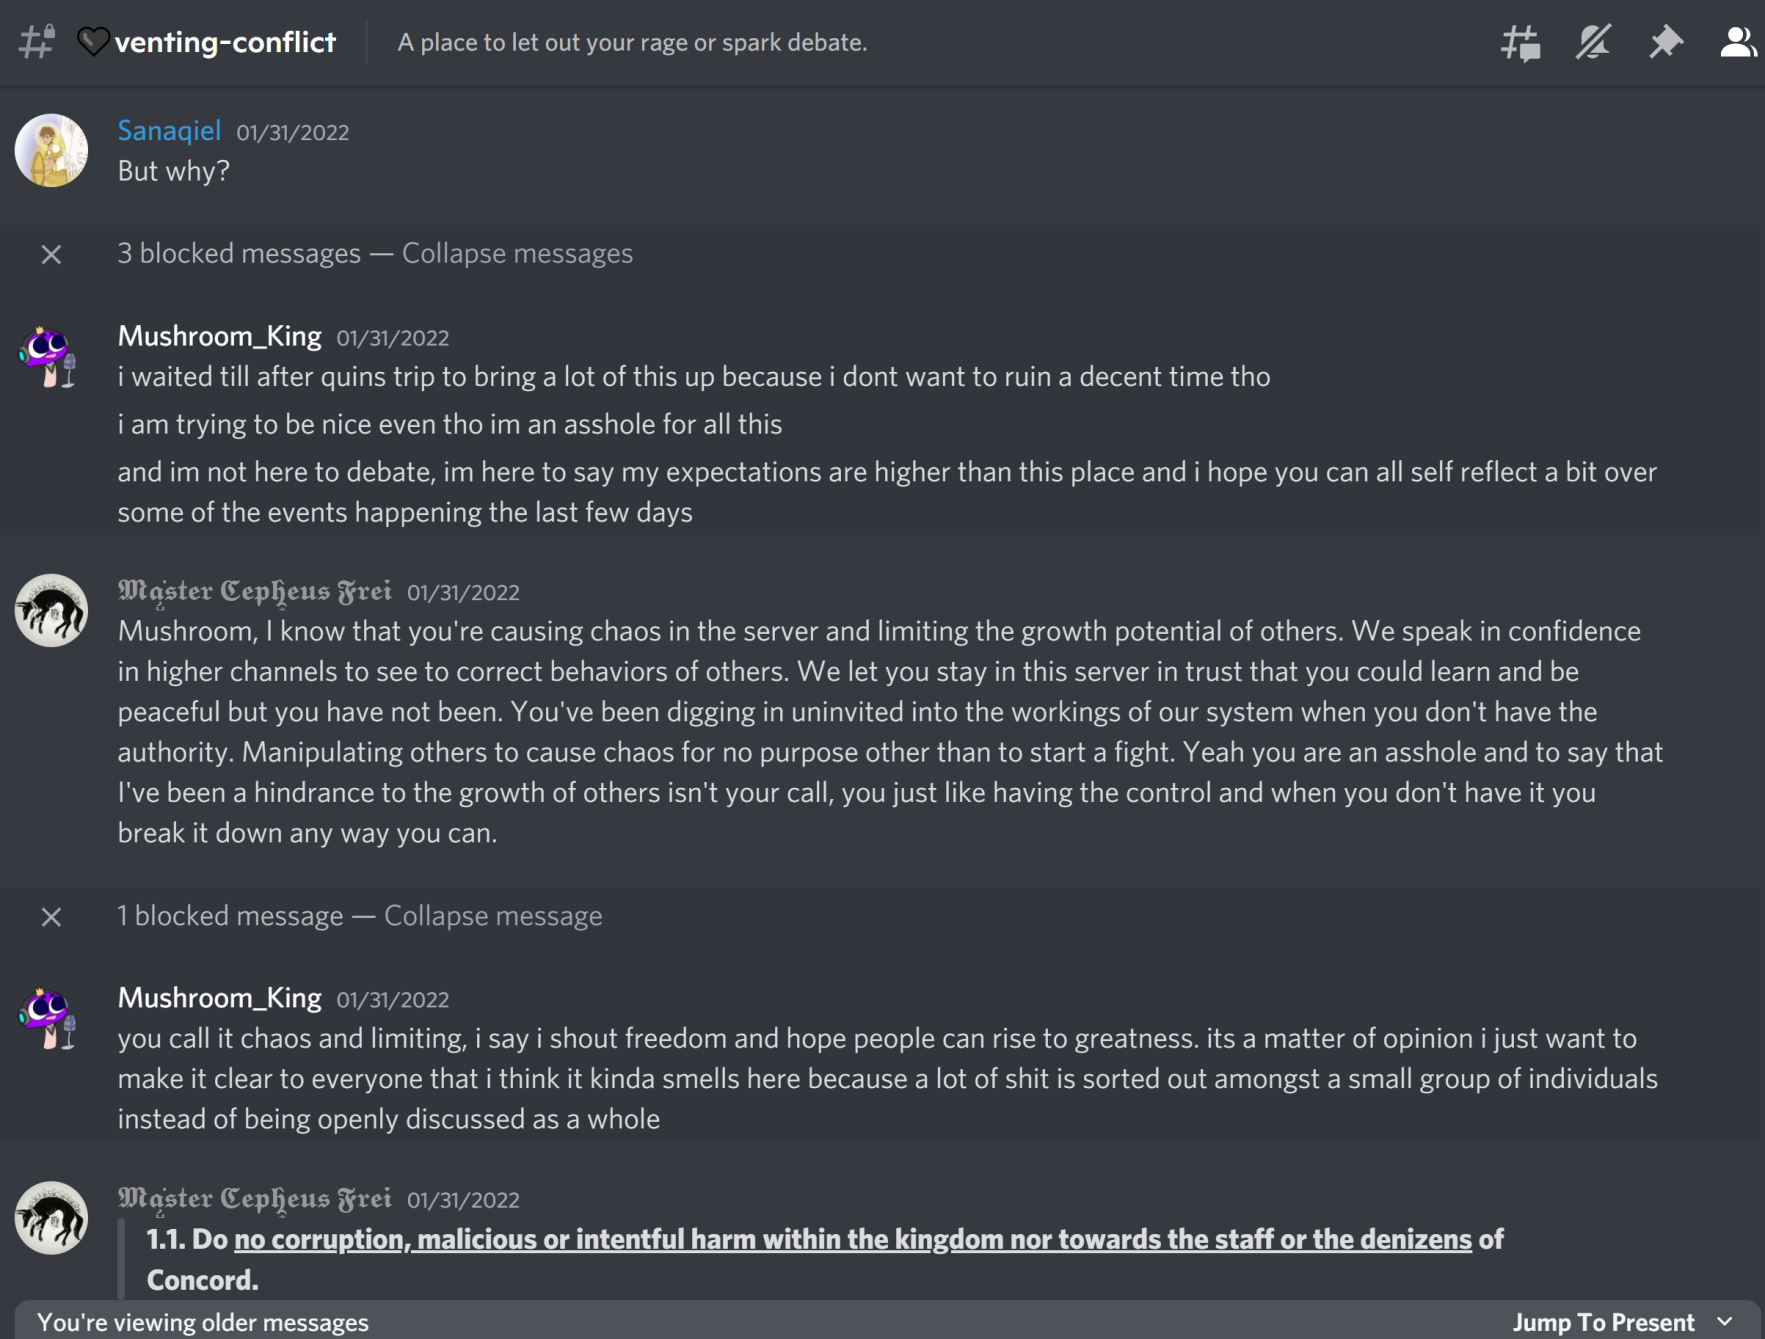 venting-conflict
A place to let out your rage or spark debate.
Sanaqiel 01/31/2022
But why?
3 blocked messages — Collapse messages
Mushroom_King 01/31/2022
i waited till after quins trip to bring a lot of this up because i dont want to ruin a decent time tho
i am trying to be nice even tho im an asshole for all this
and im not here to debate, im here to say my expectations are higher than this place and i hope you can all self reflect a bit over
some of the events happening the last few days
Master Cepheus Frei 01/31/2022
Mushroom, I know that you're causing chaos in the server and limiting the growth potential of others. We speak in confidence
in higher channels to see to correct behaviors of others. We let you stay in this server in trust that you could learn and be
peaceful but you have not been. You've been digging in uninvited into the workings of our system when you don't have the
authority. Manipulating others to cause chaos for no purpose other than to start a fight. Yeah you are an asshole and to say that
I've been a hindrance to the growth of others isn't your call, you just like having the control and when you don't have it you
break it down any way you can.
1 blocked message — Collapse message
Mushroom_King 01/31/2022
you call it chaos and limiting, i say i shout freedom and hope people can rise to greatness. its a matter of opinion i just want to
make it clear to everyone that i think it kinda smells here because a lot of shit is sorted out amongst a small group of individuals
instead of being openly discussed as a whole
Master Cepheus Frei 01/31/2022
1.1. Do no corruption, malicious or intentful harm within the kingdom nor towards the staff or the denizens of
Concord.
You're viewing older messages
Jump To Present